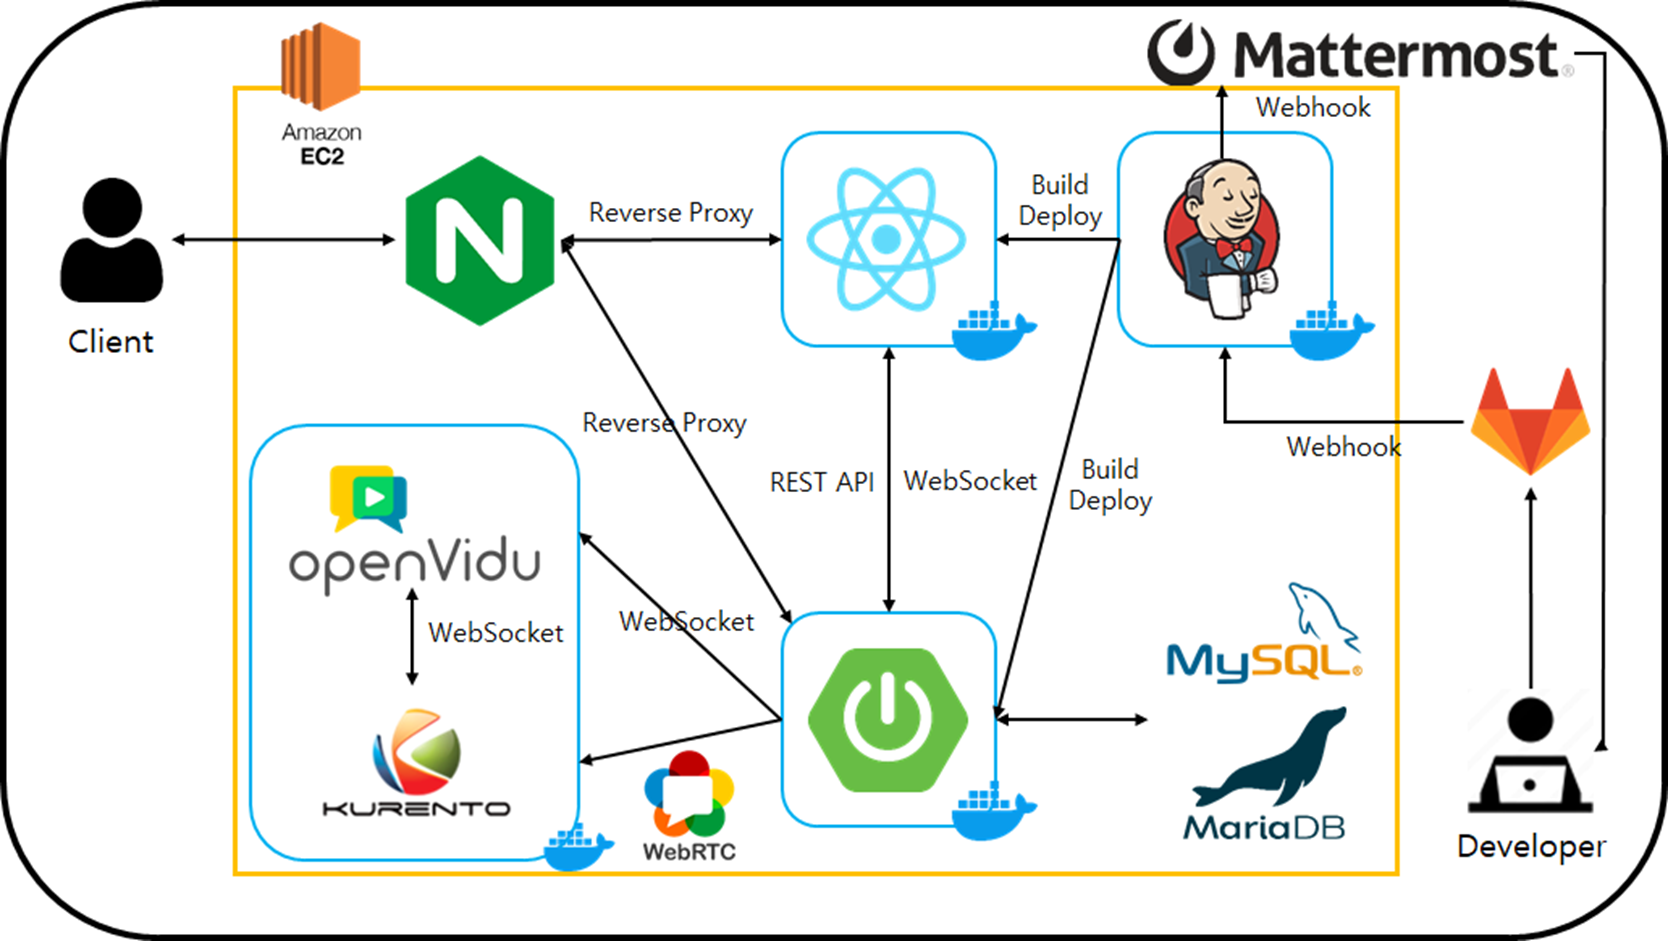 Mattermost®
Webhook
Amazon
EC2
Client
N
Reverse Proxy
Build
Deploy
Reverse Proxy
Webhook
REST API
WebSocket
Build
Deploy
openVidu
WebSocket
WebSocket
KURENTO
WebRTC
MySQL®
MariaDB
Developer